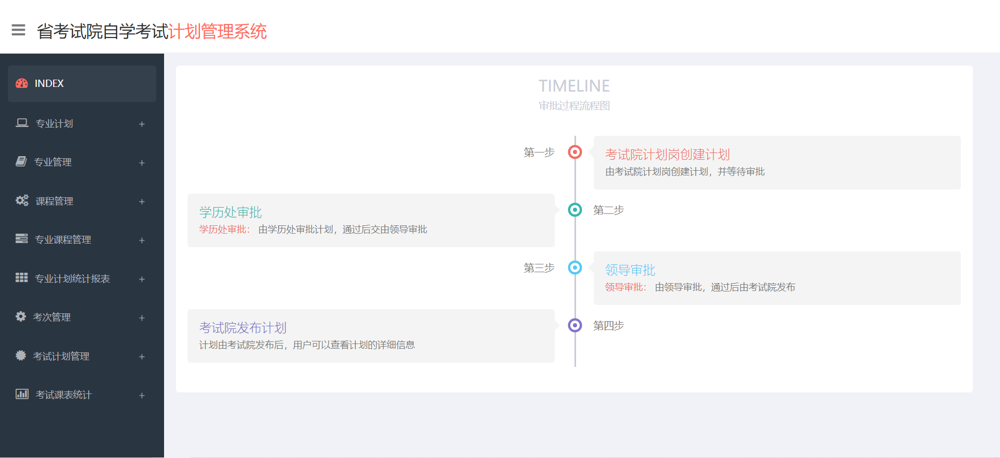 省考试院自学考试计划管理系统
INDEX
专业计划
专业管理
课程管理
专业课程管理
专业计划统计报表
考次管理
考试计划管理
考试课表统计
TIMELINE
审批过程流程图
第一步
考试院计划岗创建计划
由考试院计划岗创建计划，并等待审批
学历处审批
学历处审批： 由学历处审批计划，通过后交由领导审批
第二步
第三步
领导审批
领导审批： 由领导审批，通过后由考试院发布
考试院发布计划
计划由考试院发布后，用户可以查看计划的详细信息
第四步